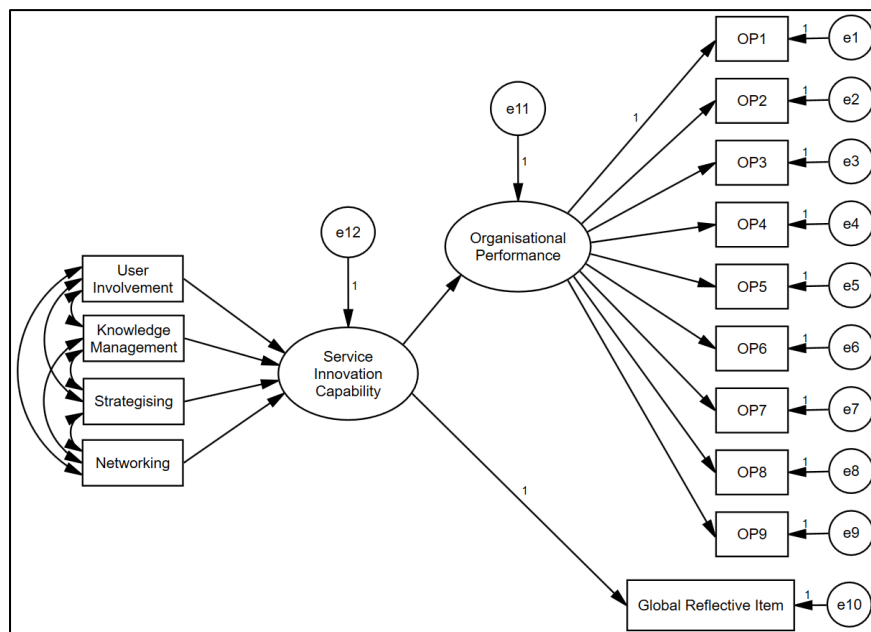 OP1
1
e1
OP2
1
e2
OP3
1
e3
OP4
1
e4
OP5
1
e5
OP6
1
e6
OP7
1
e7
OP8
1
e8
OP9
1
e9
e11
1
1
Organisational
Performance
e12
1
User
Involvement
Knowledge
Management
Strategising
Networking
Service
Innovation
Capability
1
Global Reflective Item
1
e10